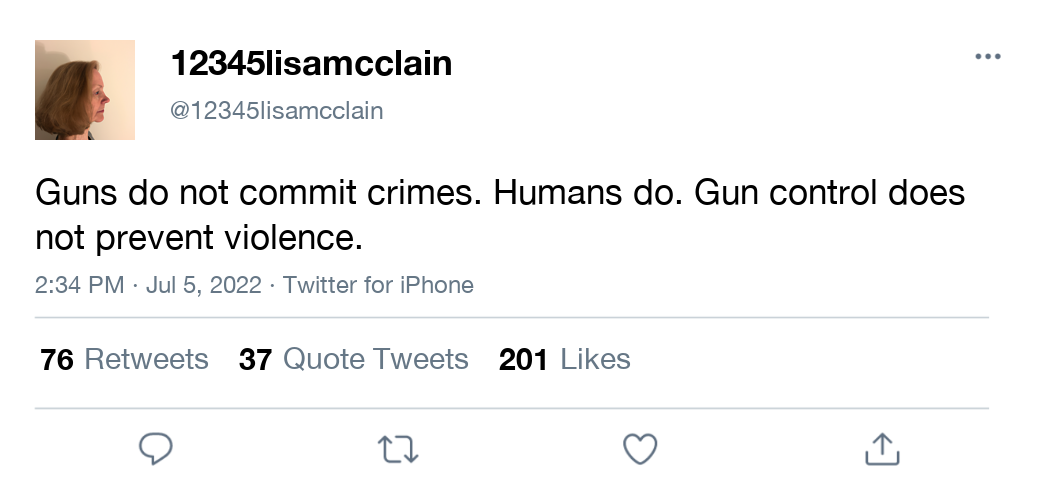 12345lisamcclain
@12345lisamcclain
Guns do not commit crimes. Humans do. Gun control does
not prevent violence.
2:34 PM · Jul 5, 2022 · Twitter for iPhone
76 Retweets 37 Quote Tweets 201 Likes